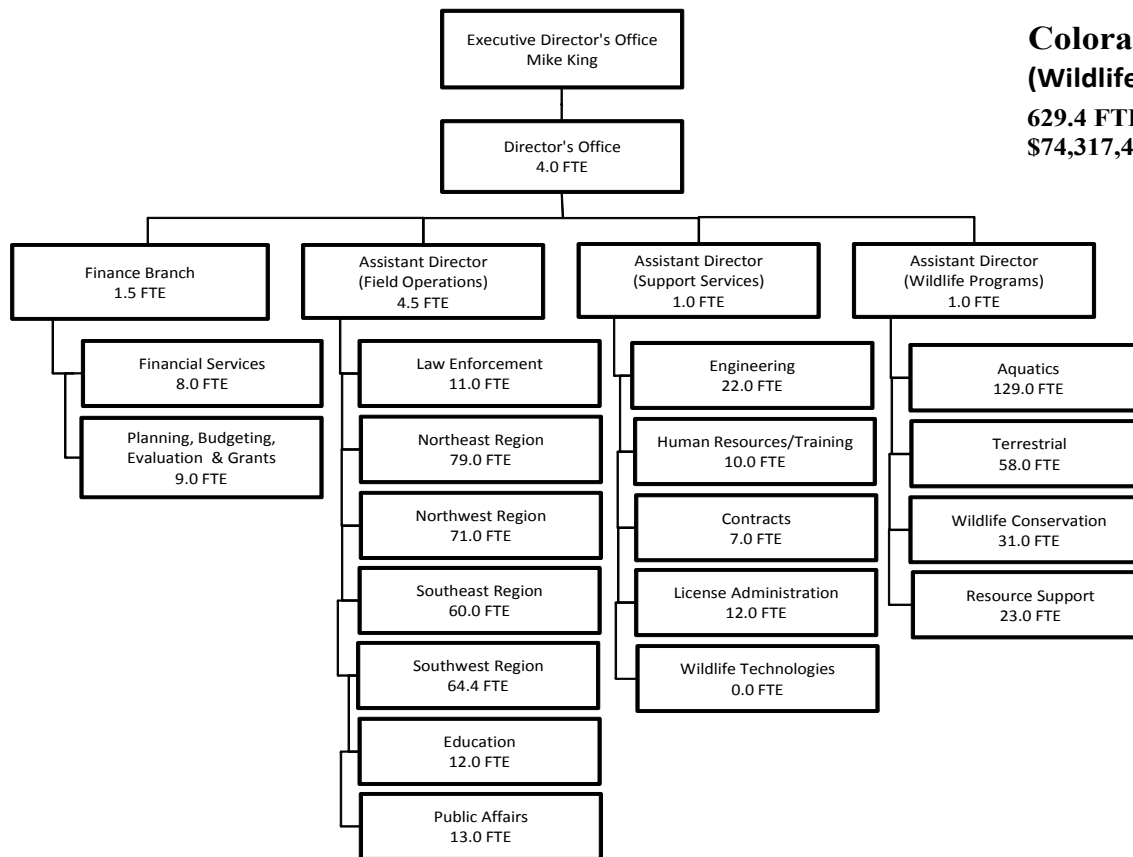 Executive Director's Office
Mike King
Colora
(Wildlife
629.4 FTE
$74,317,4
Director's Office
4.0 FTE
Finance Branch
1.5 FTE
Assistant Director
(Field Operations)
4.5 FTE
Assistant Director
(Support Services)
1.0 FTE
Assistant Director
(Wildlife Programs)
1.0 FTE
Financial Services
8.0 FTE
Planning, Budgeting,
Evaluation & Grants
9.0 FTE
Law Enforcement
11.0 FTE
Northeast Region
79.0 FTE
Northwest Region
71.0 FTE
Southeast Region
60.0 FTE
Southwest Region
64.4 FTE
Education
12.0 FTE
Public Affairs
13.0 FTE
Engineering
22.0 FTE
Human Resources/Training
10.0 FTE
Contracts
7.0 FTE
License Administration
12.0 FTE
Wildlife Technologies
0.0 FTE
Aquatics
129.0 FTE
Terrestrial
58.0 FTE
Wildlife Conservation
31.0 FTE
Resource Support
23.0 FTE